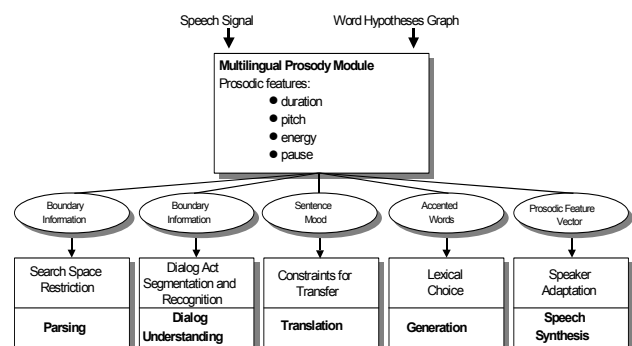 Speech Signal
Word Hypotheses Graph
Multilingual Prosody Module
Prosodic features:
● duration
● pitch
● energy
● pause
Boundary
Information
Boundary
Information
Sentence
Mood
Accented
Words
Prosodic Feature
Vector
Search Space
Restriction
Parsing
Dialog Act
Segmentation and
Recognition
Dialog
Understanding
Constraints for
Transfer
Translation
Lexical
Choice
Generation
Speaker
Adaptation
Speech
Synthesis